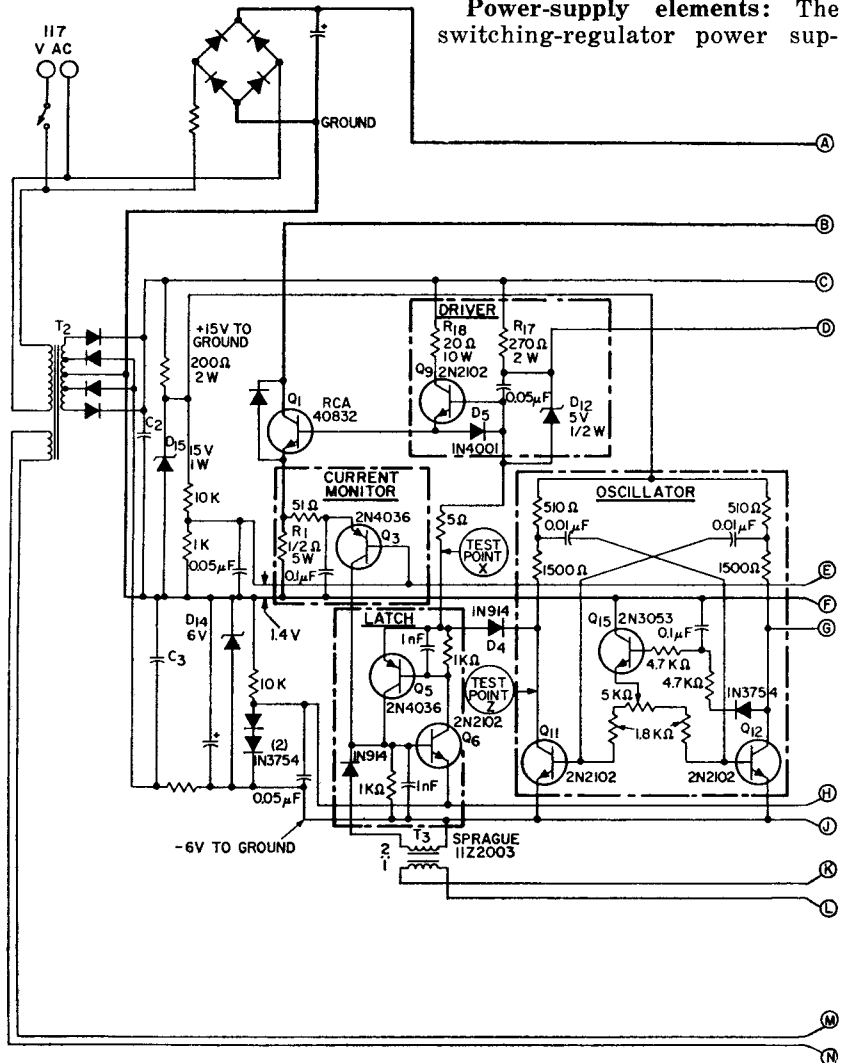 Power-supply elements: The
switching-regulator power sup-
117
V AC
GROUND
A
B
C
DRIVER
D
T2
+15V TO
GROUND
200Ω
2W
R18
20Ω
10W
R17
270Ω
2W
Q9 2N2102
0.05μF
D12
5V
1/2W
Q1
RCA
40832
D5
1N4001
C2
D15
15V
1W
CURRENT
MONITOR
OSCILLATOR
10K
51Ω
2N4036
Q3
510Ω
510Ω
0.01μF
0.01μF
5Ω
R1
1/2Ω
5W
1K
0.05μF
0.1μF
TEST
POINT
X
1500Ω
1500Ω
E
F
G
D14
6V
1.4V
LATCH
1nF
1N914
D4
1KΩ
Q15
2N3053
0.1μF
4.7KΩ
4.7KΩ
C3
10K
Q5
2N4036
TEST
POINT
Z
5KΩ
1N3754
2N2102
Q6
(2)
1N3754
1N914
Q11
1.8KΩ
Q12
1KΩ
1nF
2N2102
2N2102
0.05μF
H
J
-6V TO GROUND
T3
SPRAGUE
11Z2003
2:1
K
L
M
N